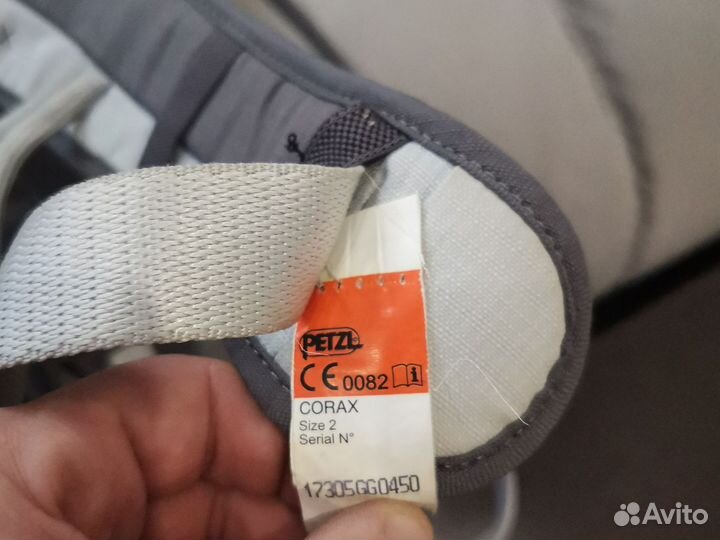 PETZL
CE 0082
CORAX
Size 2
Serial N°
17305GG0450
Avito